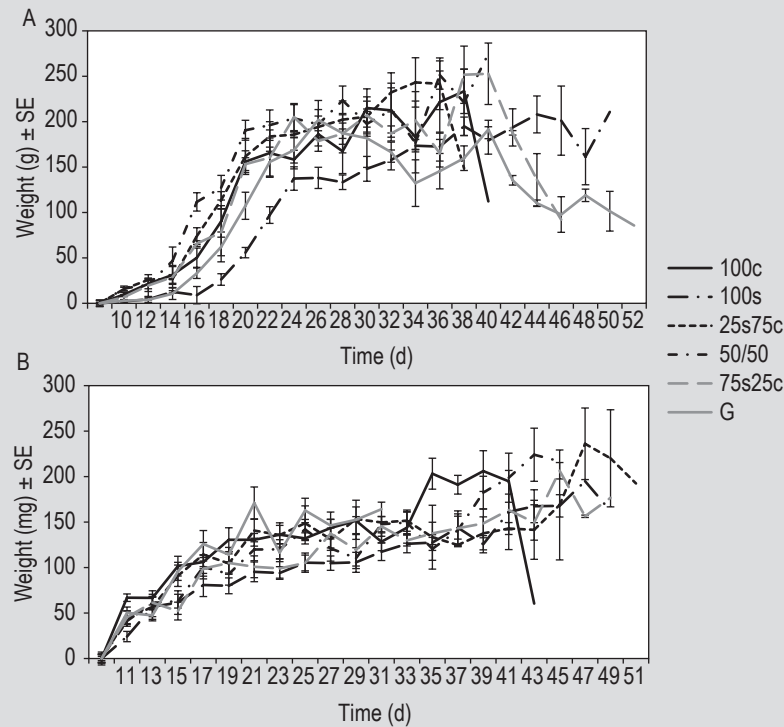 A
300
250
200
150
100
50
0
Weight (g) ± SE
10 12 14 16 18 20 22 24 26 28 30 32 34 36 38 40 42 44 46 48 50 52
Time (d)
100c
100s
25s75c
50/50
75s25c
G
B
300
250
200
150
100
50
0
Weight (mg) ± SE
11 13 15 17 19 21 23 25 27 29 31 33 35 37 39 41 43 45 47 49 51
Time (d)